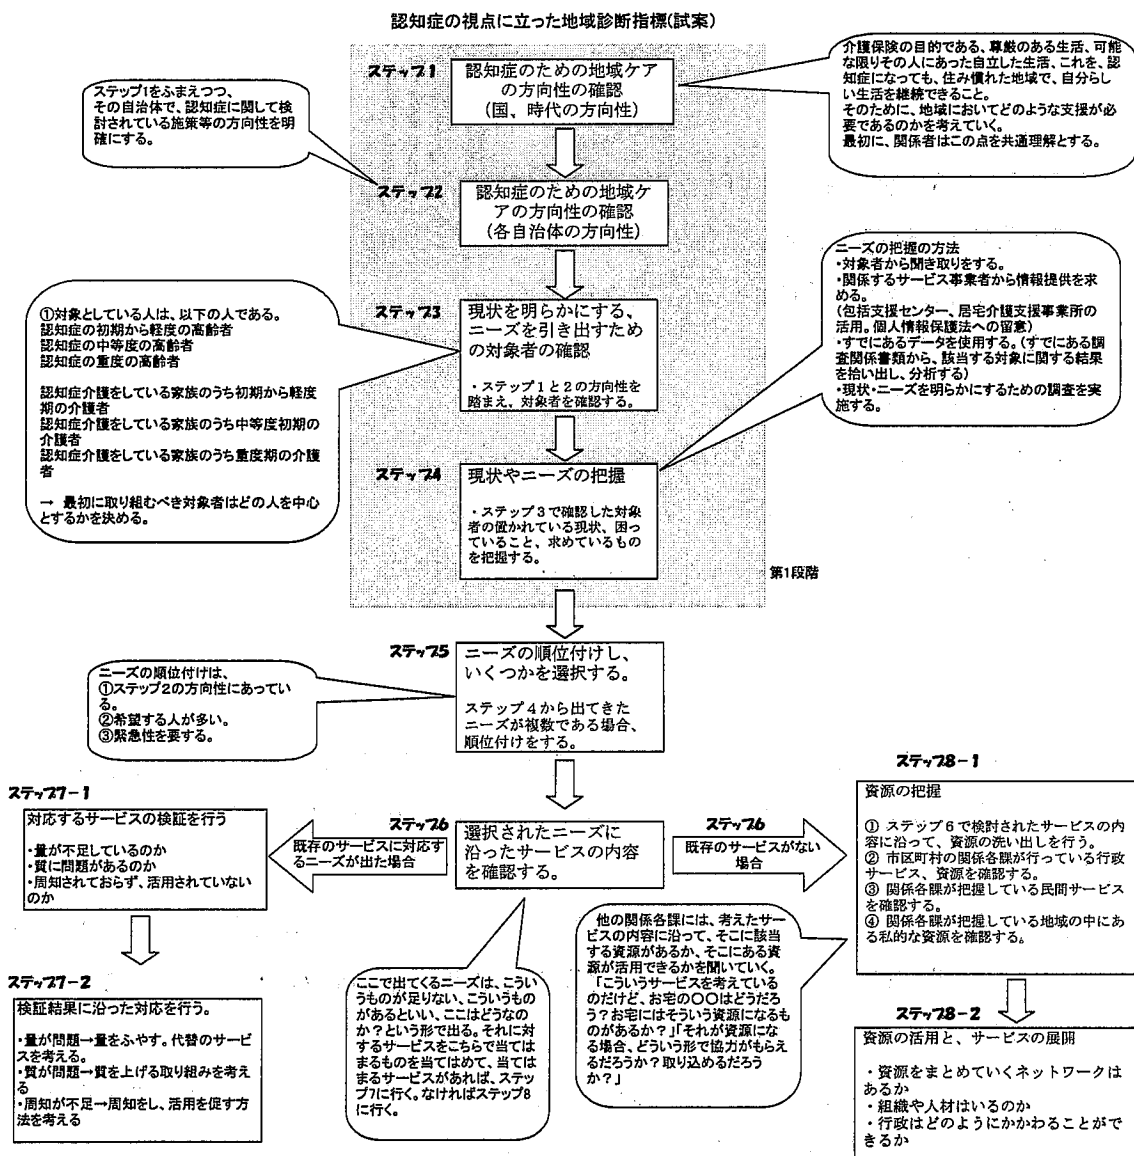 認知症の視点に立った地域診断指標(試案)
ステップ1
認知症のための地域ケア
の方向性の確認
(国、時代の方向性)
介護保険の目的である、尊厳のある生活、可能
な限りその人にあった自立した生活、これを、認
知症になっても、住み慣れた地域で、自分らし
い生活を継続できること。
そのために、地域においてどのような支援が必
要であるのかを考えていく。
最初に、関係者はこの点を共通理解とする。
ステップ1をふまえつつ、
その自治体で、認知症に関して検
討されている施策等の方向性を明
確にする。
ステップ2
認知症のための地域ケ
アの方向性の確認
(各自治体の方向性)
ステップ3
現状を明らかにする、
ニーズを引き出すため
の対象者の確認
・ステップ1と2の方向性を
踏まえ、対象者を確認する。
①対象としている人は、以下の人である。
認知症の初期から軽度の高齢者
認知症の中等度の高齢者
認知症の重度の高齢者
認知症介護をしている家族のうち初期から軽度
期の介護者
認知症介護をしている家族のうち中等度初期の
介護者
認知症介護をしている家族のうち重度期の介護
者
→ 最初に取り組むべき対象者はどの人を中心
とするかを決める。
ニーズの把握の方法
・対象者から聞き取りをする。
・関係するサービス事業者から情報提供を求
める。
(包括支援センター、居宅介護支援事業所の
活用。個人情報保護法への留意)
・すでにあるデータを使用する。(すでにある調
査関係書類から、該当する対象に関する結果
を拾い出し、分析する)
・現状・ニーズを明らかにするための調査を実
施する。
ステップ4
現状やニーズの把握
・ステップ3で確認した対象
者の置かれている現状、困っ
ていること、求めているもの
を把握する。
第1段階
ステップ5
ニーズの順位付けし、
いくつかを選択する。
ステップ4から出てきた
ニーズが複数である場合、
順位付けをする。
ニーズの順位付けは、
①ステップ2の方向性にあってい
る。
②希望する人が多い。
③緊急性を要する。
ステップ6
選択されたニーズに
沿ったサービスの内容
を確認する。
既存のサービスに対応す
るニーズが出た場合
ステップ6
既存のサービスがない
場合
ステップ7-1
対応するサービスの検証を行う
・量が不足しているのか
・質に問題があるのか
・周知されておらず、活用されていない
のか
ステップ7-2
検証結果に沿った対応を行う。
・量が問題→量をふやす。代替のサービ
スを考える。
・質が問題→質を上げる取り組みを考え
る
・周知が不足→周知をし、活用を促す方
法を考える
ここで出てくるニーズは、こうい
うものが足りない、こういうもの
があるといい、ここはどうなの
か?という形で出る。それに対
するサービスをこちらで当ては
まるものを当てはめて、当ては
まるサービスがあれば、ステッ
プ7に行く。なければステップ8
に行く。
他の関係各課には、考えたサー
ビスの内容に沿って、そこに該当
する資源があるか、そこにある資
源が活用できるかを聞いていく。
「こういうサービスを考えている
のだけど、お宅の〇〇はどうだろ
う?お宅にはそういう資源になるも
のがあるか?」「それが資源にな
る場合、どういう形で協力がもらえ
るだろうか?取り込めるだろう
か?」
ステップ8-1
資源の把握
① ステップ6で検討されたサービスの内
容に沿って、資源の洗い出しを行う。
② 市区町村の関係各課が行っている行政
サービス、資源を確認する。
③ 関係各課が把握している民間サービス
を確認する。
④ 関係各課が把握している地域の中にあ
る私的な資源を確認する。
ステップ8-2
資源の活用と、サービスの展開
・資源をまとめていくネットワークは
あるか
・組織や人材はいるのか
・行政はどのようにかかわることがで
きるか